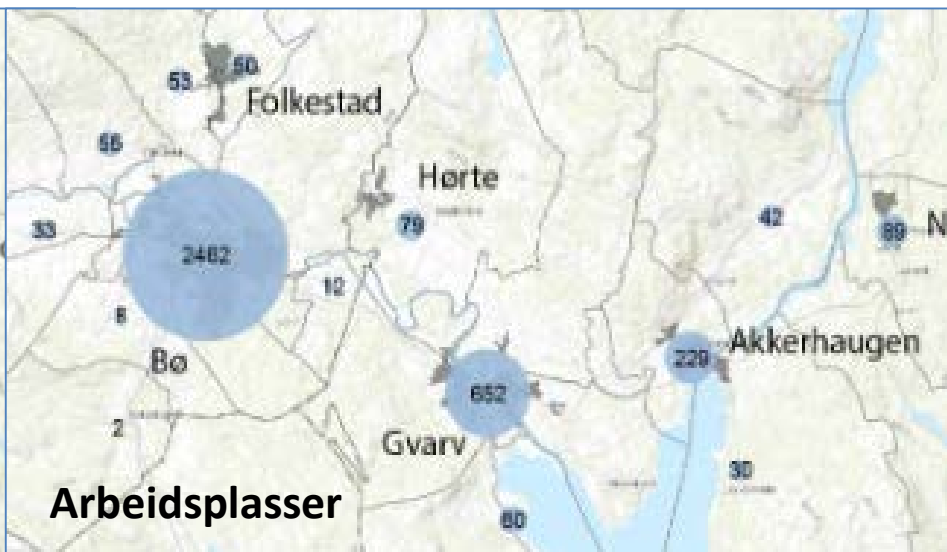 53
50
Folkestad
55
Hørte
33
79
42
89
N
2462
12
8
Akkerhaugen
229
Bø
652
2
Gvarv
30
Arbeidsplasser
60